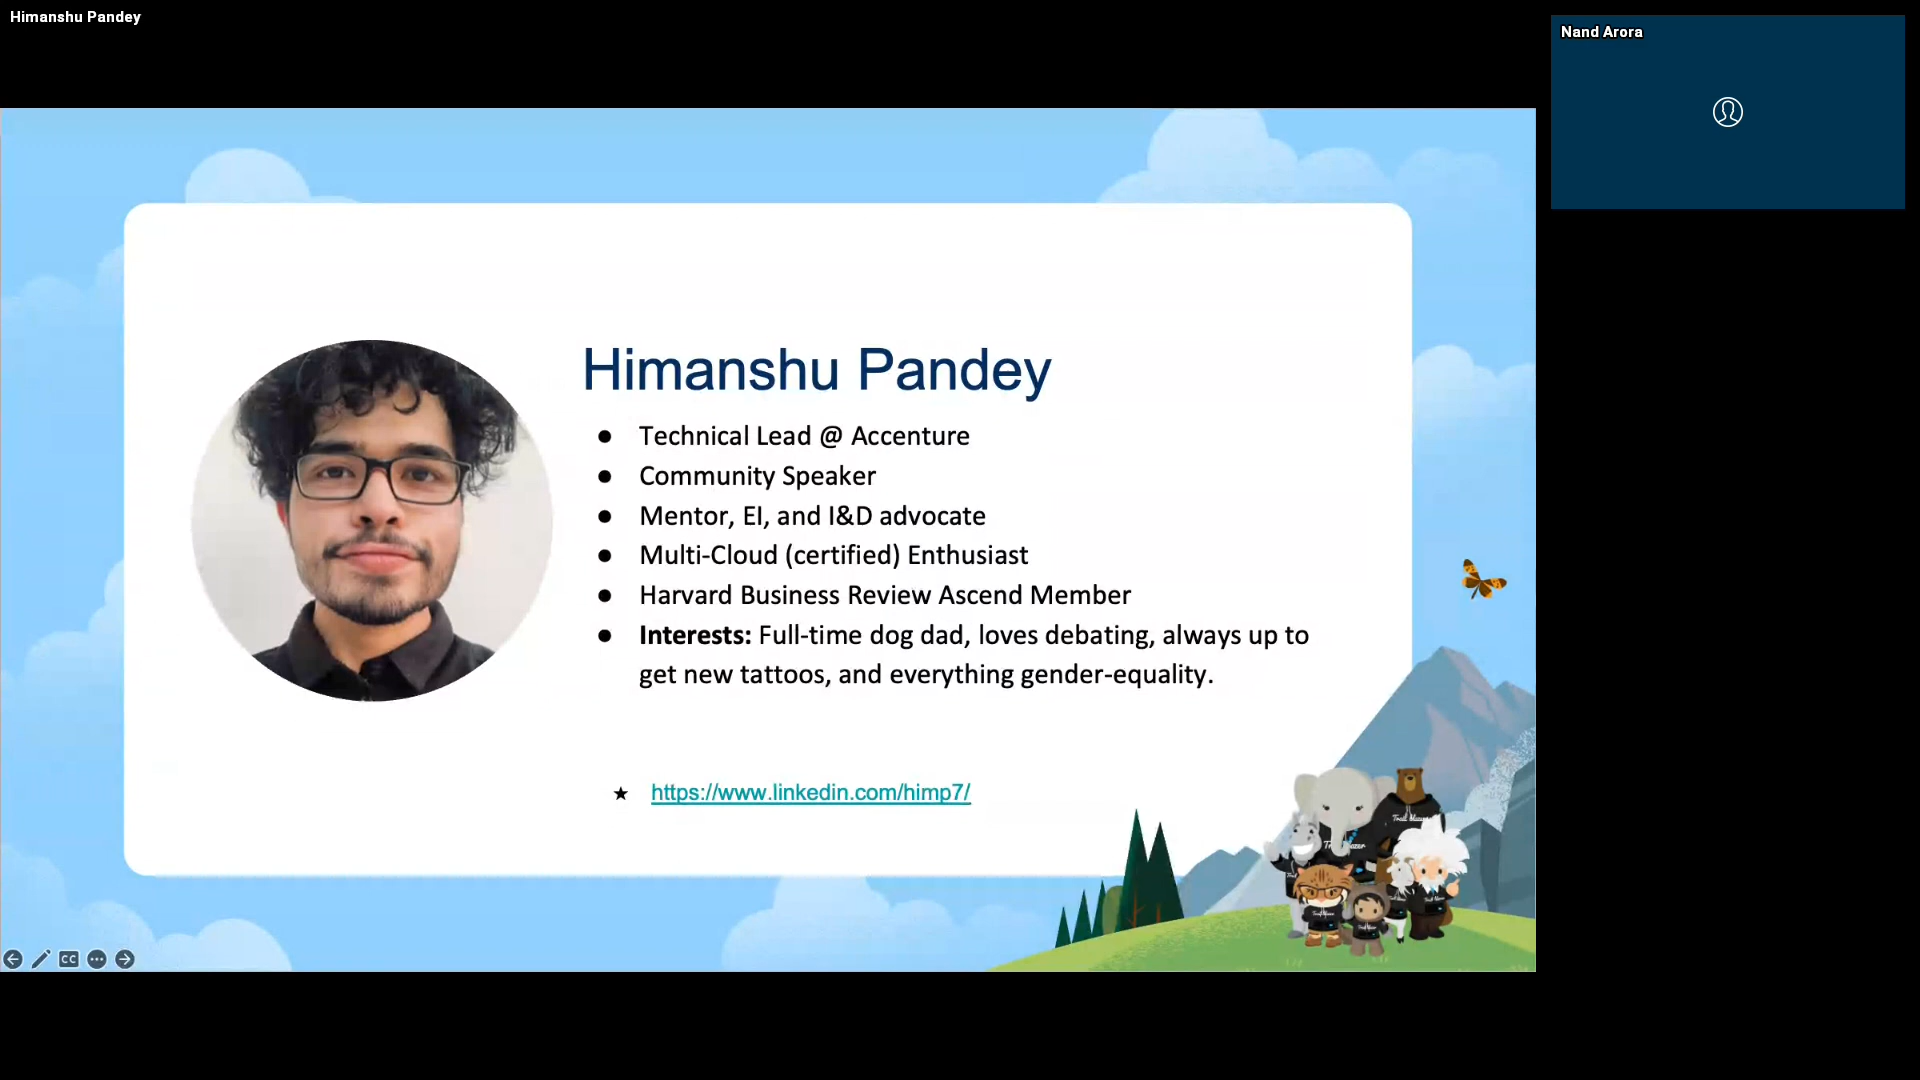 Himanshu Pandey
Nand Arora
Himanshu Pandey
● Technical Lead @ Accenture
● Community Speaker
● Mentor, EI, and I&D advocate
● Multi-Cloud (certified) Enthusiast
● Harvard Business Review Ascend Member
● Interests: Full-time dog dad, loves debating, always up to
get new tattoos, and everything gender-equality.
★ https://www.linkedin.com/himp7/
CC